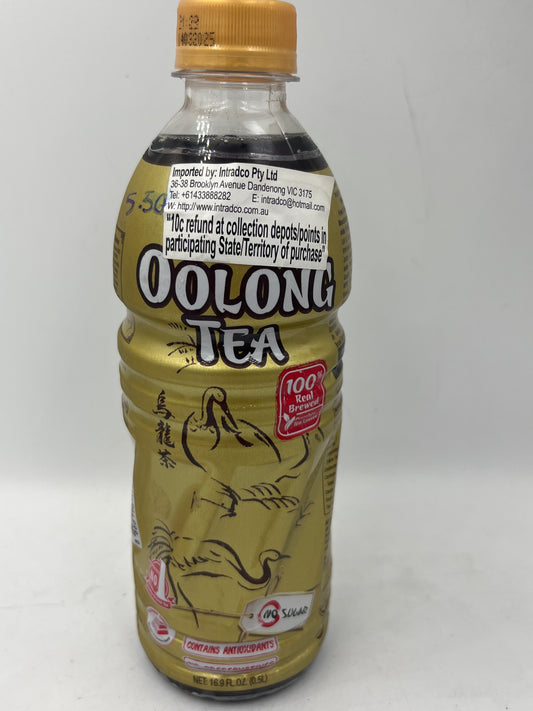 Imported by: Intradco Pty Ltd
36-38 Brooklyn Avenue Dandenong VIC 3175
Tel: +61433888282 E: intradco@hotmail.com
W: http://www.intradco.com.au
"10c refund at collection depots/points in
participating State/Territory of purchase"
5.50
OOLONG
TEA
100%
Real
Brewed
烏龍茶
NO SUGAR
CONTAINS ANTIOXIDANTS
NET: 16.9 FL OZ. (0.5L)